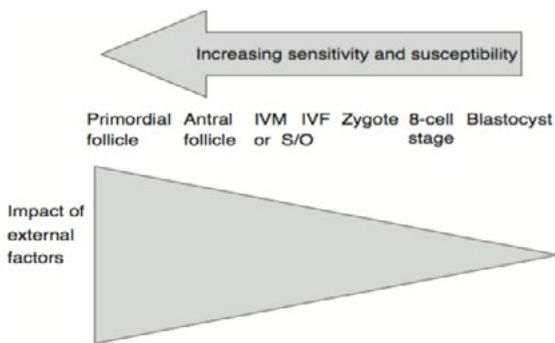 Increasing sensitivity and susceptibility
Primordial Antral IVM IVF Zygote 8-cell Blastocyst
follicle follicle or S/O stage
Impact of
external
factors